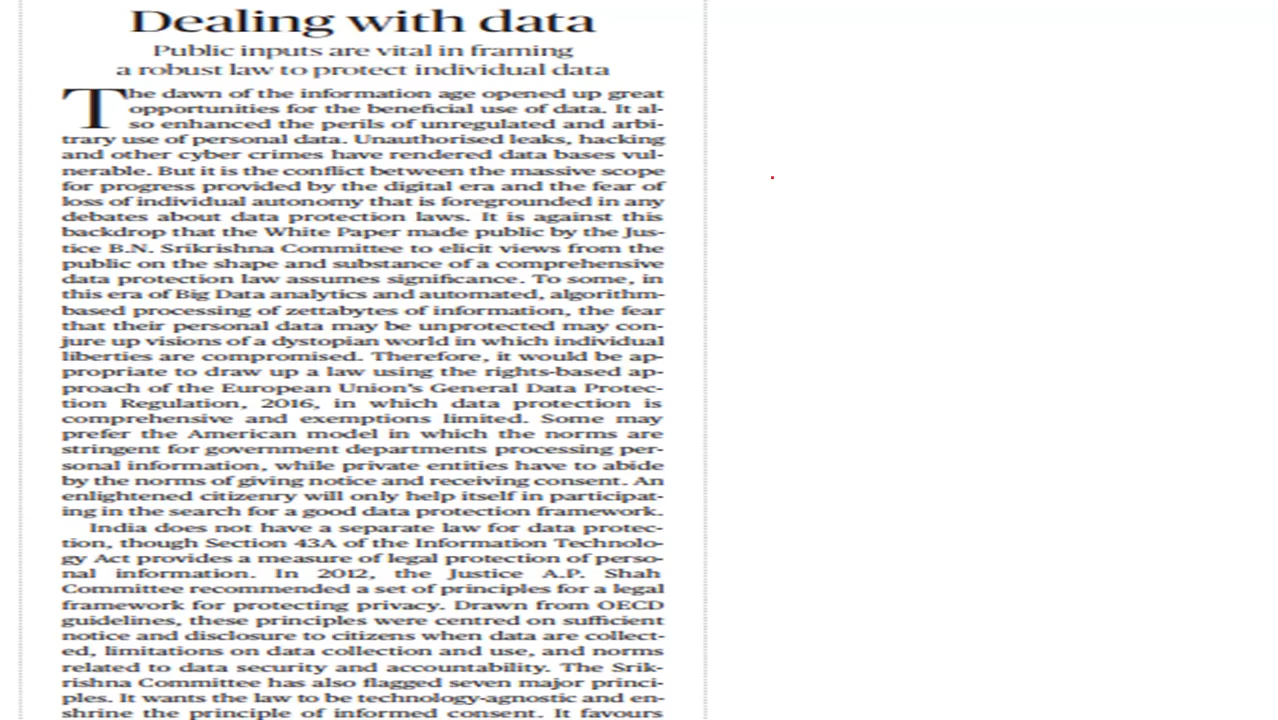 Dealing with data
Public inputs are vital in framing
a robust law to protect individual data
The dawn of the information age opened up great
opportunities for the beneficial use of data. It al-
so enhanced the perils of unregulated and arbi-
trary use of personal data. Unauthorised leaks, hacking
and other cyber crimes have rendered data bases vul-
nerable. But it is the conflict between the massive scope
for progress provided by the digital era and the fear of
loss of individual autonomy that is foregrounded in any
debates about data protection laws. It is against this
backdrop that the White Paper made public by the Jus-
tice B.N. Srikrishna Committee to elicit views from the
public on the shape and substance of a comprehensive
data protection law assumes significance. To some, in
this era of Big Data analytics and automated, algorithm-
based processing of zettabytes of information, the fear
that their personal data may be unprotected may con-
jure up visions of a dystopian world in which individual
liberties are compromised. Therefore, it would be ap-
propriate to draw up a law using the rights-based ap-
proach of the European Union's General Data Protec-
tion Regulation, 2016, in which data protection is
comprehensive and exemptions limited. Some may
prefer the American model in which the norms are
stringent for government departments processing per-
sonal information, while private entities have to abide
by the norms of giving notice and receiving consent. An
enlightened citizenry will only help itself in participat-
ing in the search for a good data protection framework.
India does not have a separate law for data protec-
tion, though Section 43A of the Information Technolo-
gy Act provides a measure of legal protection of perso-
nal information. In 2012, the Justice A.P. Shah
Committee recommended a set of principles for a legal
framework for protecting privacy. Drawn from OECD
guidelines, these principles were centred on sufficient
notice and disclosure to citizens when data are collect-
ed, limitations on data collection and use, and norms
related to data security and accountability. The Srik-
rishna Committee has also flagged seven major princi-
ples. It wants the law to be technology-agnostic and en-
shrine the principle of informed consent. It favours